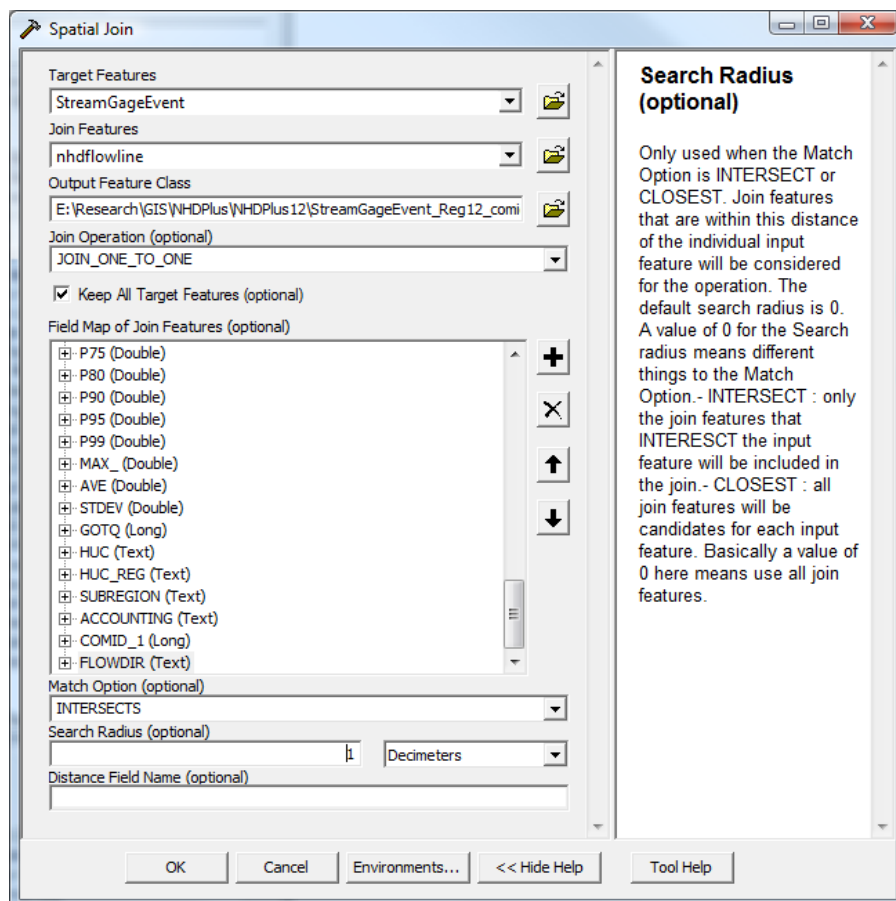 Spatial Join
Target Features
StreamGageEvent
Join Features
nhdflowline
Output Feature Class
E:\Research\GIS\NHDPlus\NHDPlus12\StreamGageEvent_Reg12_comi
Join Operation (optional)
JOIN_ONE_TO_ONE
Keep All Target Features (optional)
Field Map of Join Features (optional)
P75 (Double)
P80 (Double)
P90 (Double)
P95 (Double)
P99 (Double)
MAX_ (Double)
AVE (Double)
STDEV (Double)
GOTQ (Long)
HUC (Text)
HUC_REG (Text)
SUBREGION (Text)
ACCOUNTING (Text)
COMID_1 (Long)
FLOWDIR (Text)
Match Option (optional)
INTERSECTS
Search Radius (optional)
1 Decimeters
Distance Field Name (optional)
OK Cancel Environments... << Hide Help Tool Help
Search Radius
(optional)
Only used when the Match
Option is INTERSECT or
CLOSEST. Join features
that are within this distance
of the individual input
feature will be considered
for the operation. The
default search radius is 0.
A value of 0 for the Search
radius means different
things to the Match
Option.- INTERSECT : only
the join features that
INTERESCT the input
feature will be included in
the join.- CLOSEST : all
join features will be
candidates for each input
feature. Basically a value of
0 here means use all join
features.